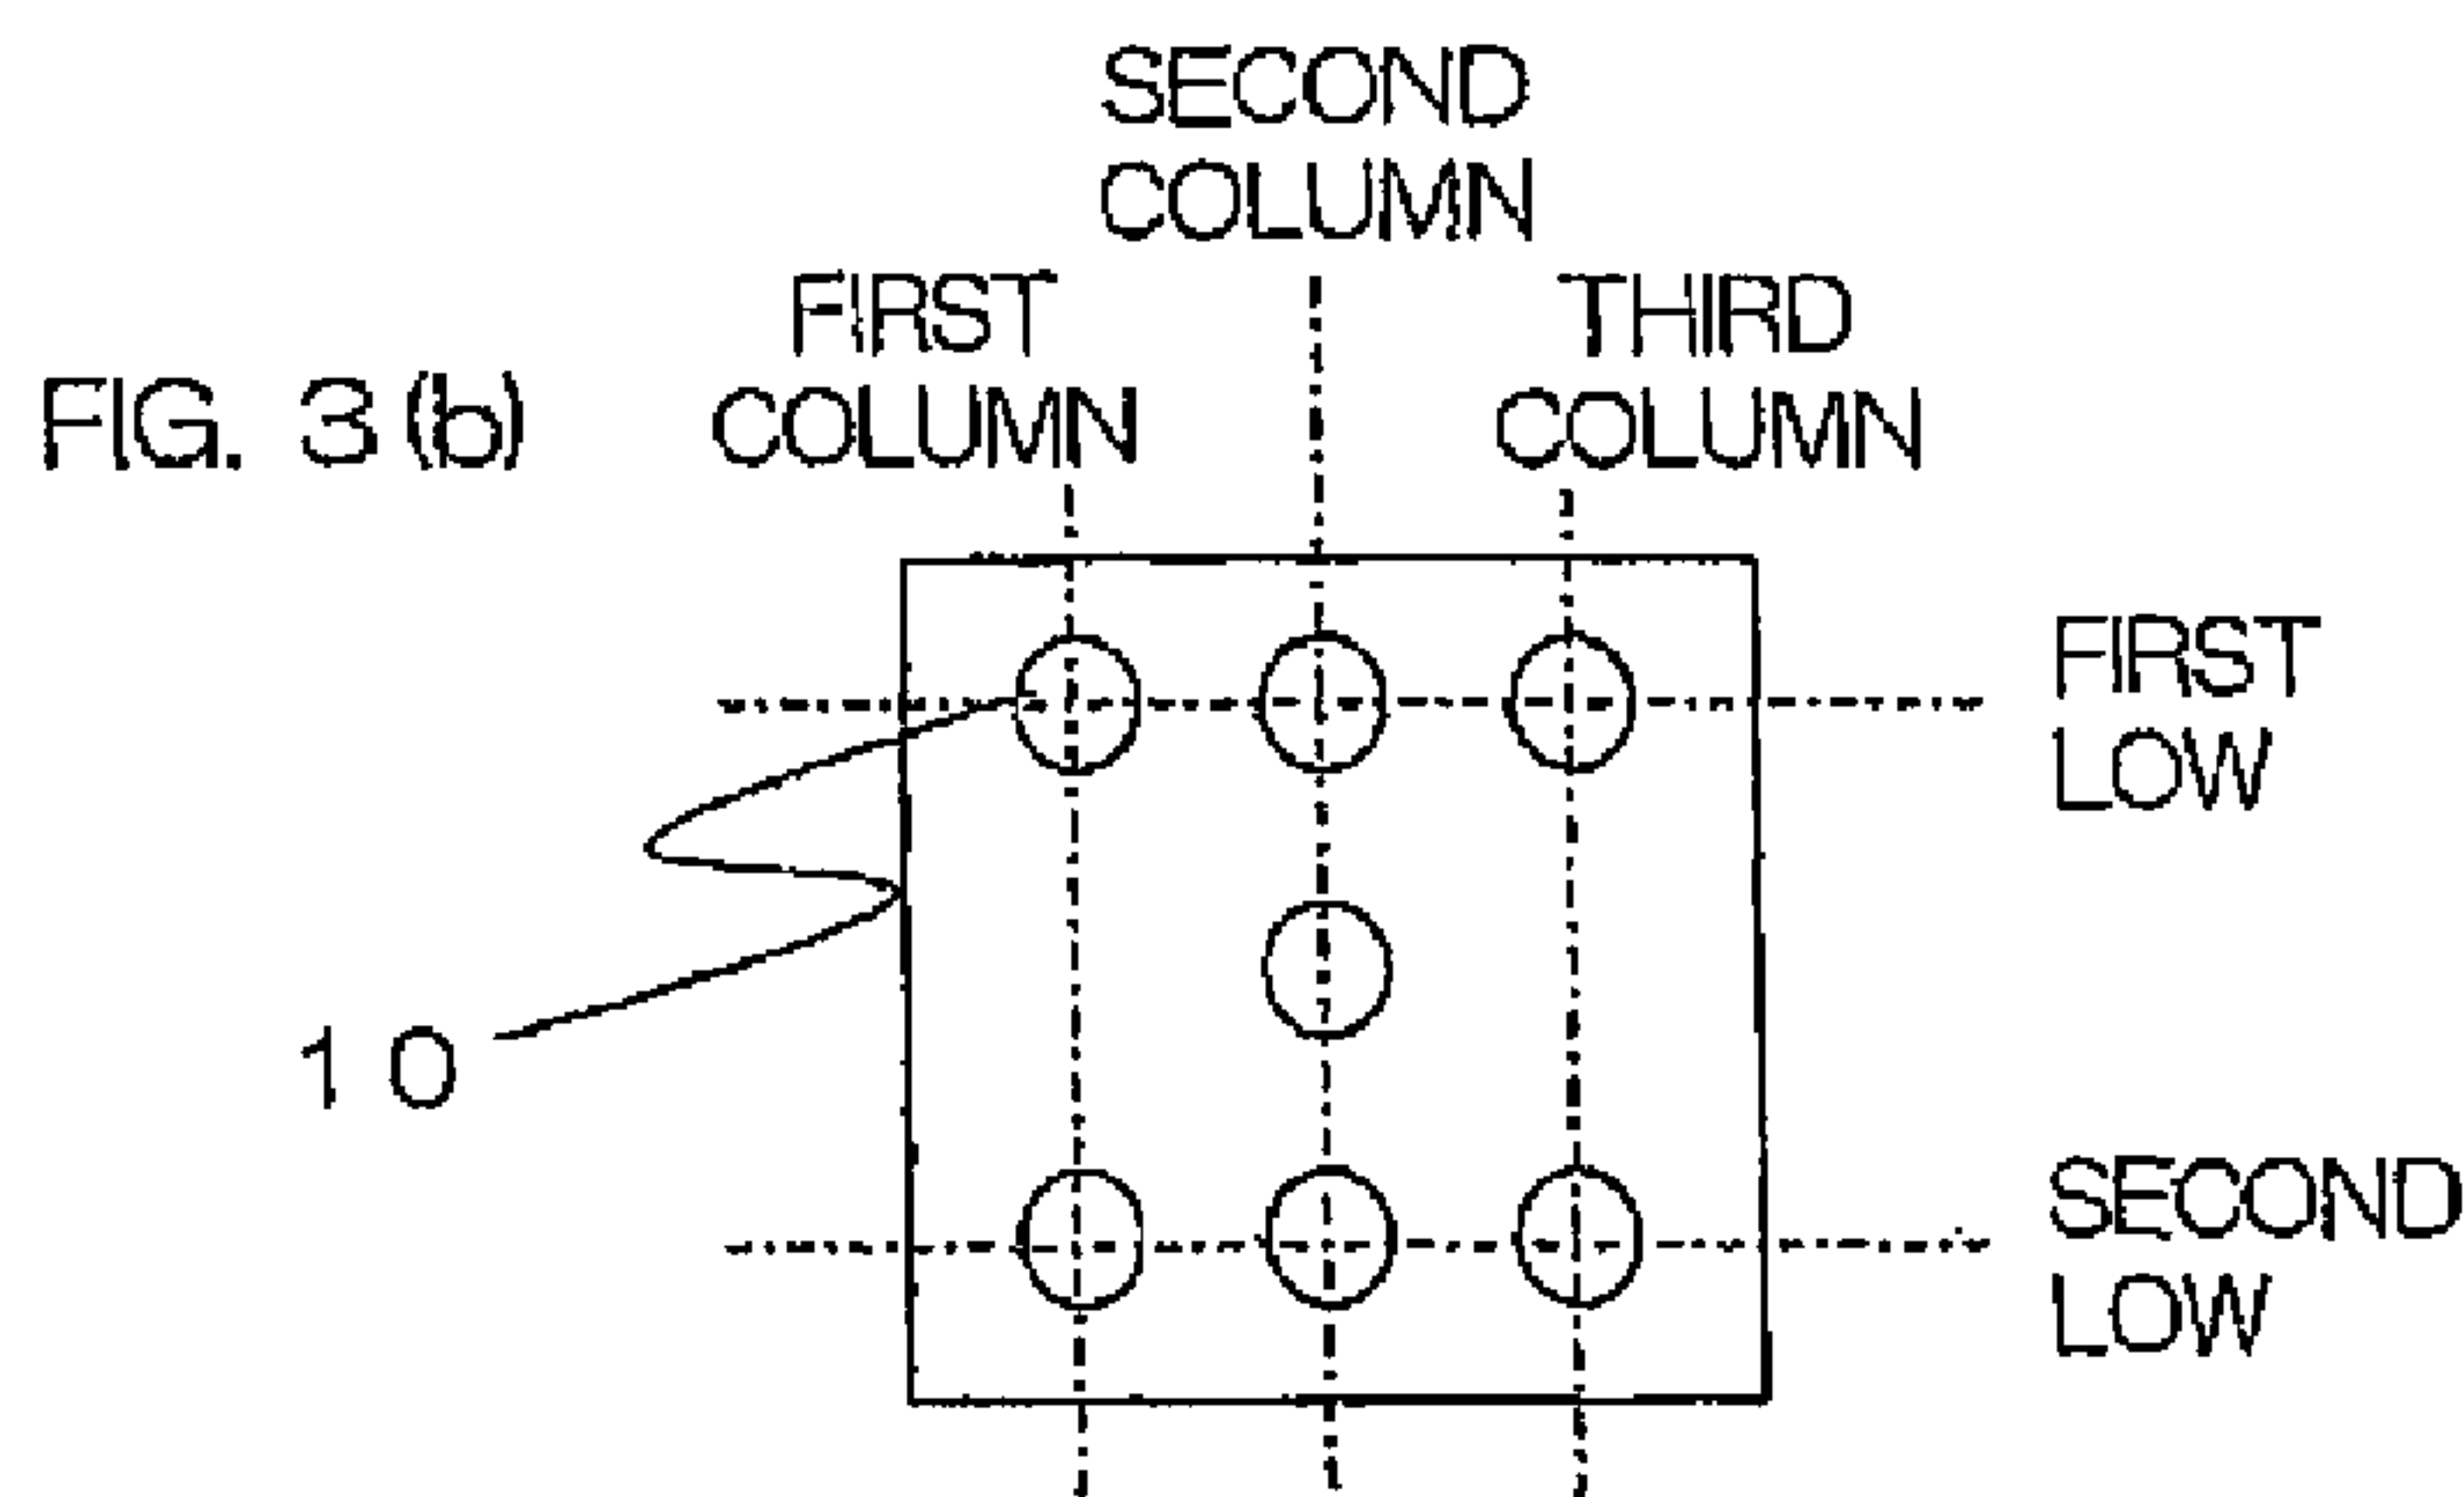 SECOND
COLUMN
FIRST
COLUMN
THIRD
COLUMN
FIG. 3 (b)
FIRST
LOW
10
SECOND
LOW